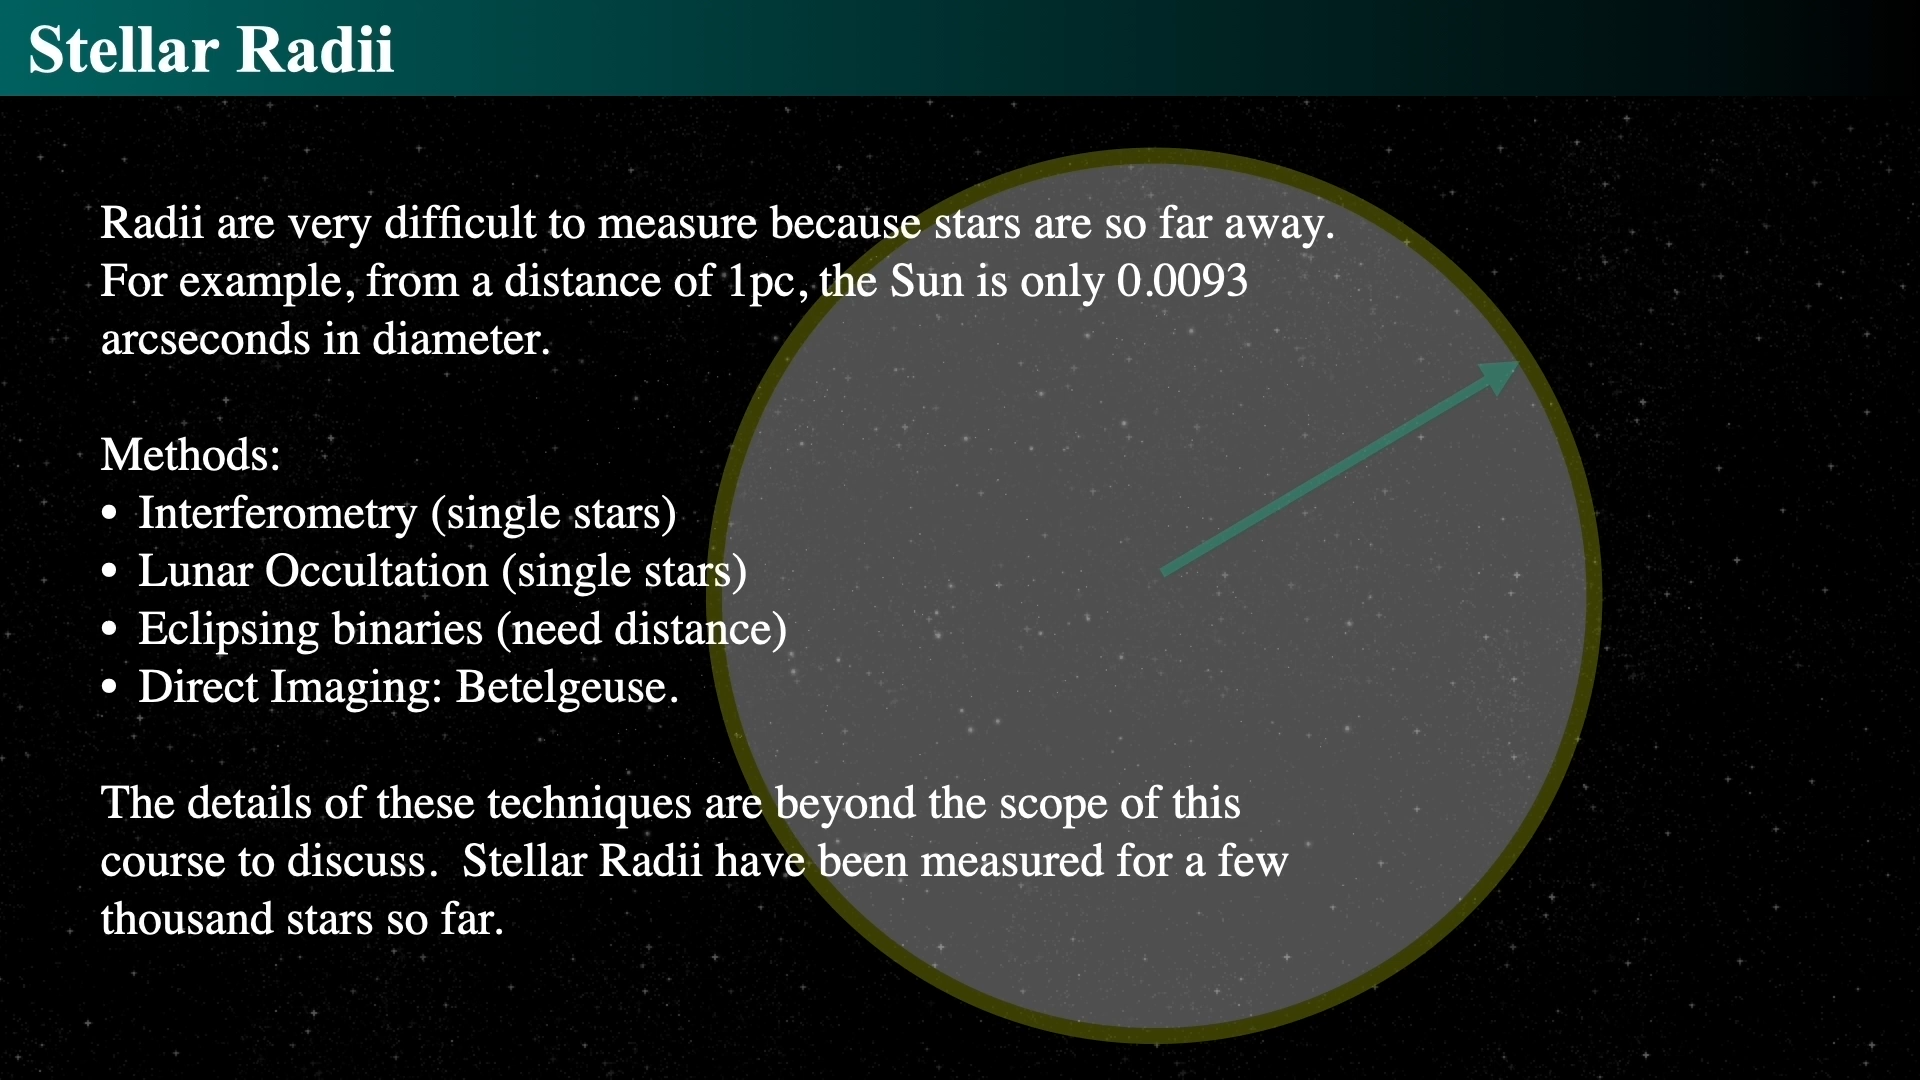 Stellar Radii
Radii are very difficult to measure because stars are so far away.
For example, from a distance of 1pc, the Sun is only 0.0093
arcseconds in diameter.
Methods:
• Interferometry (single stars)
• Lunar Occultation (single stars)
• Eclipsing binaries (need distance)
• Direct Imaging: Betelgeuse.
The details of these techniques are beyond the scope of this
course to discuss.  Stellar Radii have been measured for a few
thousand stars so far.